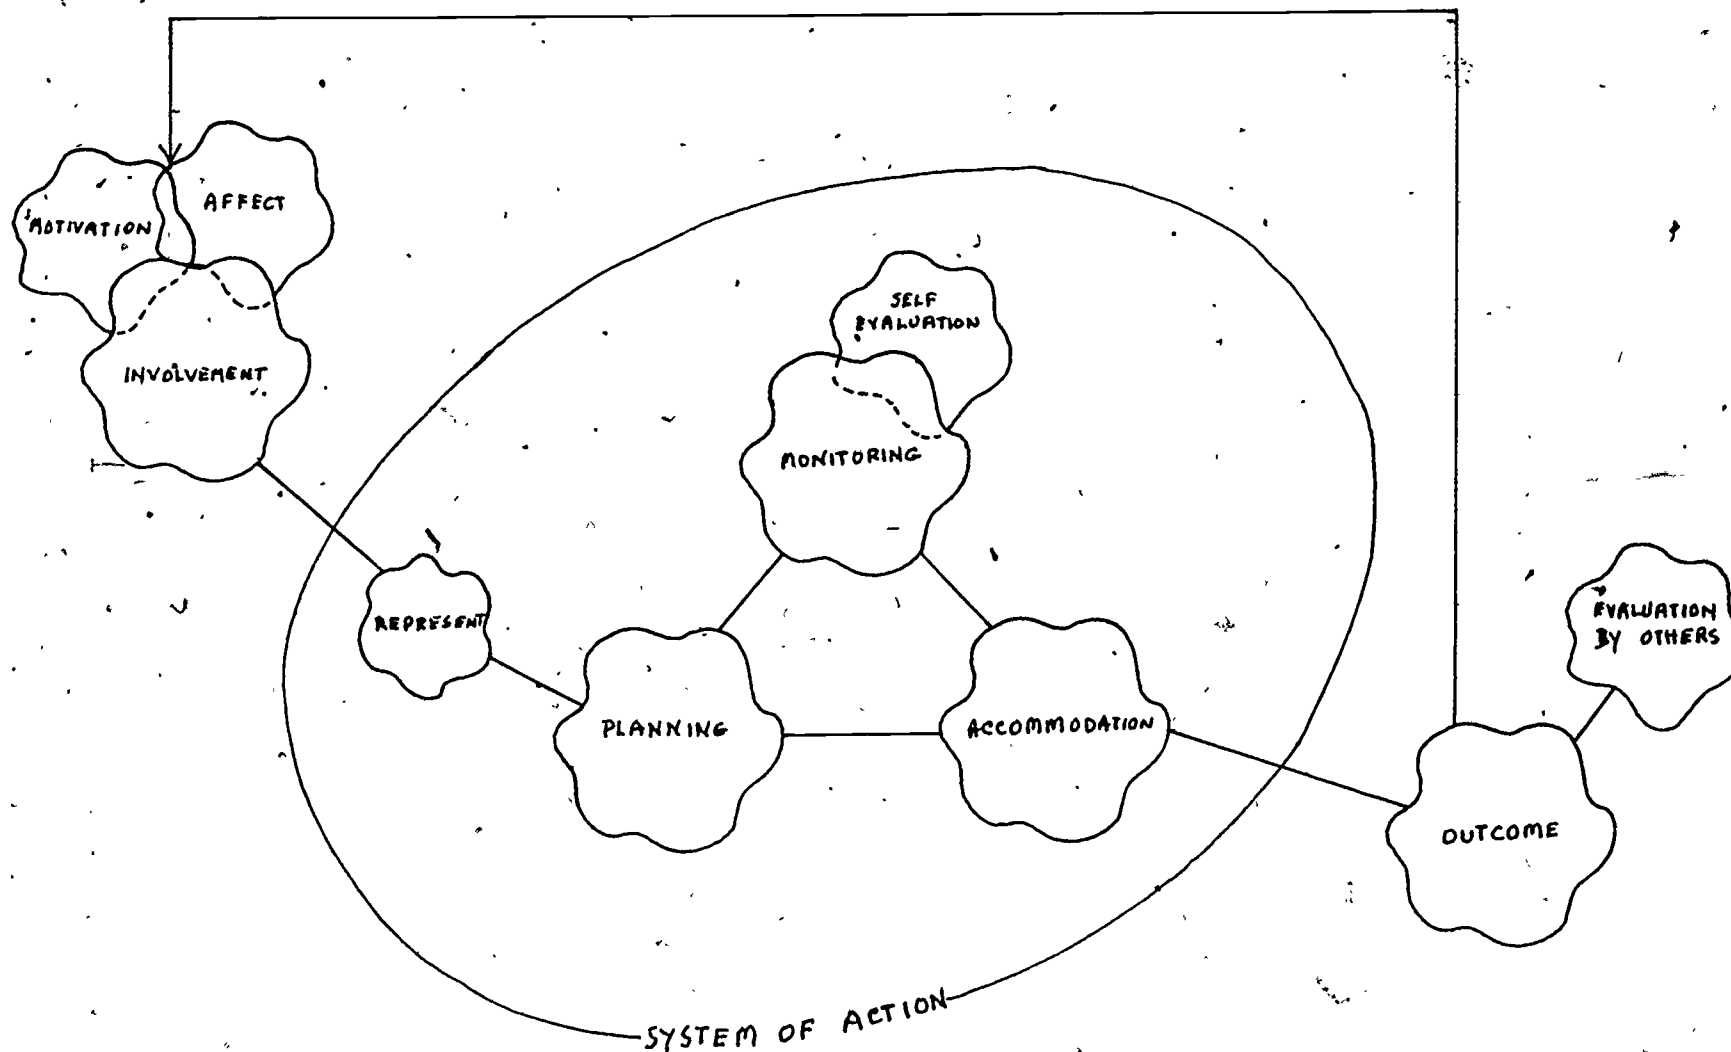 MOTIVATION
AFFECT
INVOLVEMENT
SELF
EVALUATION
MONITORING
REPRESENT
PLANNING
ACCOMMODATION
EVALUATION
BY OTHERS
OUTCOME
SYSTEM OF ACTION